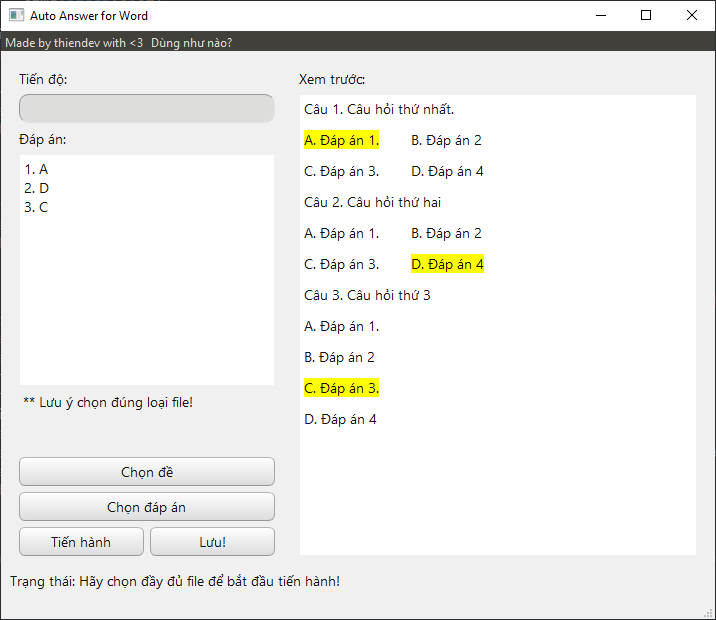 Auto Answer for Word
Made by thiendev with <3 Dùng như nào?
Tiến độ:
Đáp án:
1. A
2. D
3. C
** Lưu ý chọn đúng loại file!
Chọn đề
Chọn đáp án
Tiến hành Lưu!
Xem trước:
Câu 1. Câu hỏi thứ nhất.
A. Đáp án 1. B. Đáp án 2
C. Đáp án 3. D. Đáp án 4
Câu 2. Câu hỏi thứ hai
A. Đáp án 1. B. Đáp án 2
C. Đáp án 3. D. Đáp án 4
Câu 3. Câu hỏi thứ 3
A. Đáp án 1.
B. Đáp án 2
C. Đáp án 3.
D. Đáp án 4
Trạng thái: Hãy chọn đầy đủ file để bắt đầu tiến hành!